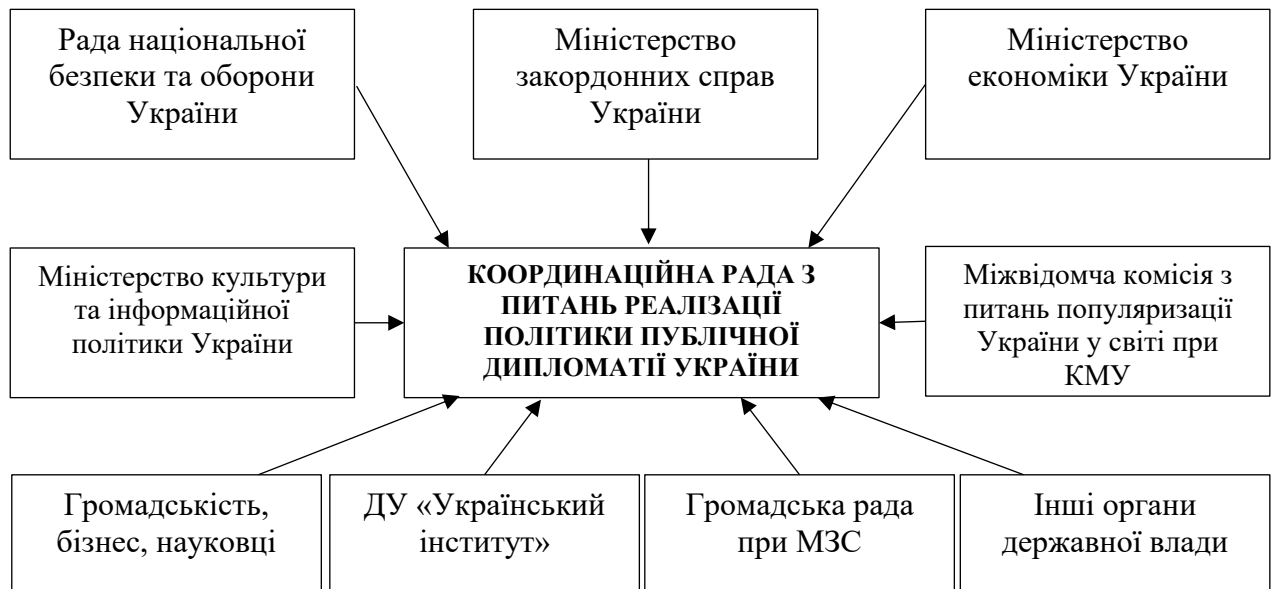 Рада національної
безпеки та оборони
України
Міністерство
закордонних справ
України
Міністерство
економіки України
Міністерство культури
та інформаційної
політики України
КООРДИНАЦІЙНА РАДА З
ПИТАНЬ РЕАЛІЗАЦІЇ
ПОЛІТИКИ ПУБЛІЧНОЇ
ДИПЛОМАТІЇ УКРАЇНИ
Міжвідомча комісія з
питань популяризації
України у світі при
КМУ
Громадськість,
бізнес, науковці
ДУ «Український
інститут»
Громадська рада
при МЗС
Інші органи
державної влади